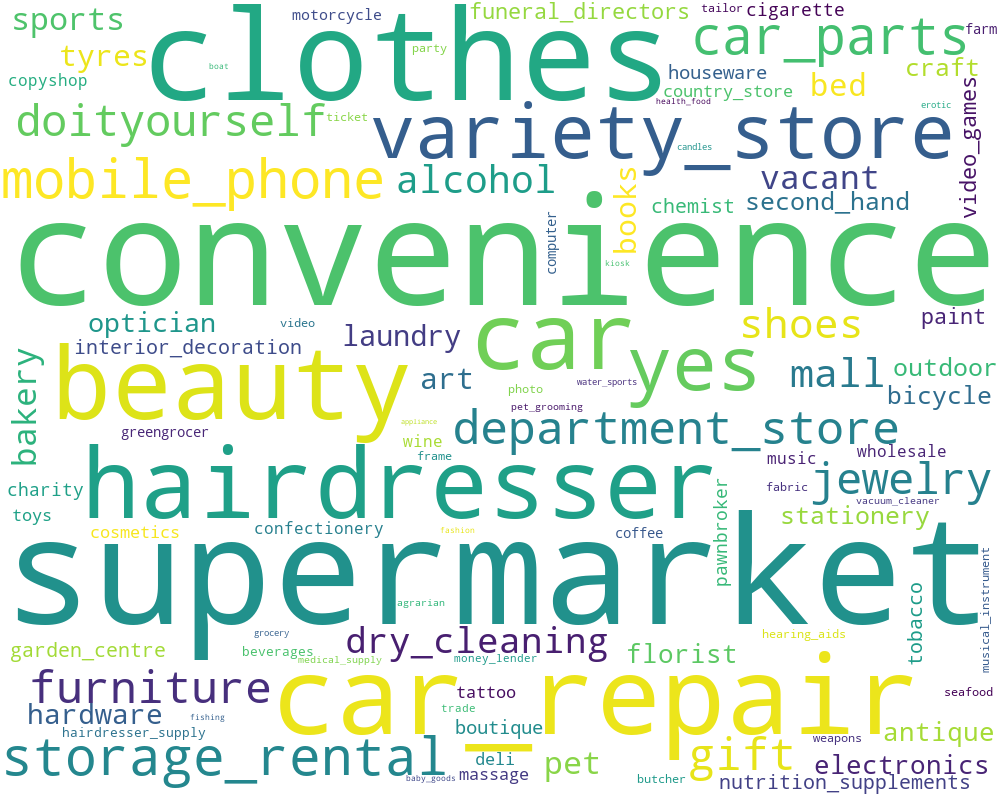 sports
motorcycle
funeral_directors
tailor
cigarette
clothes
car_parts
farm
tyres
party
boat
copyshop
houseware
bed
craft
country_store
health_food
erotic
doityourself
ticket
variety_store
candles
video_games
mobile_phone
alcohol
books
vacant
chemist
second_hand
computer
convenience
kiosk
optician
video
laundry
car
shoes
paint
interior_decoration
beauty
yes
bakery
art
photo
water_sports
mall
outdoor
bicycle
pet_grooming
greengrocer
appliance
wine
department_store
frame
music
wholesale
hairdresser
charity
jewelry
fabric
vacuum_cleaner
toys
pawnbroker
stationery
cosmetics
confectionery
fashion
coffee
supermarket
agrarian
tobacco
musical_instrument
grocery
dry_cleaning
hearing_aids
garden_centre
beverages
medical_supply
money_lender
florist
furniture
car_repair
tattoo
seafood
trade
hardware
fishing
hairdresser_supply
boutique
weapons
antique
storage_rental
deli
gift
pet
electronics
baby_goods
massage
butcher
nutrition_supplements